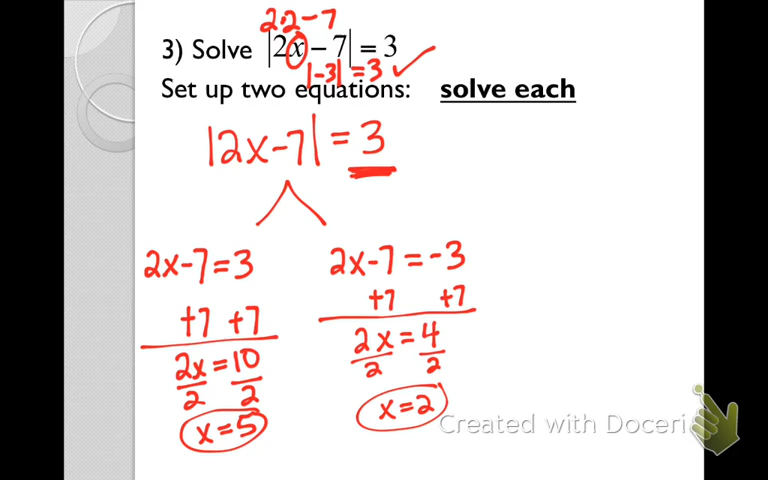 2·2-7
3) Solve |2x-7|=3
|-3|=3 ✓
Set up two equations: solve each
|2x-7|=3
2x-7=3
+7 +7
2x=10
2 2
x=5
2x-7=-3
+7 +7
2x=4
2 2
x=2
Created with Doceri